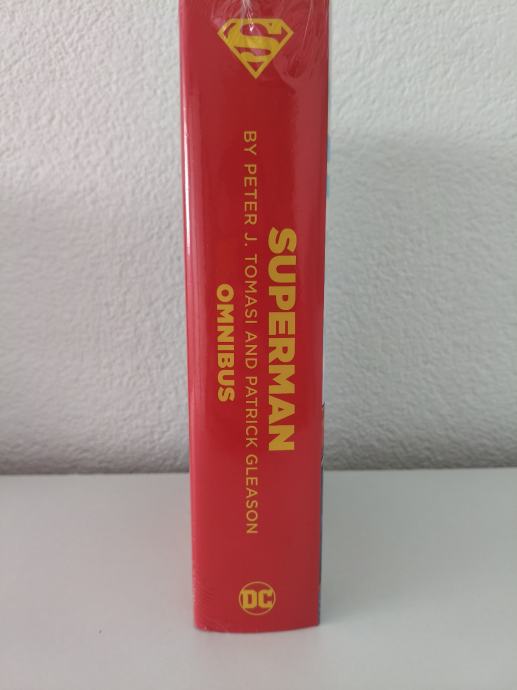 SUPERMAN
BY PETER J. TOMASI AND PATRICK GLEASON
OMNIBUS
DC